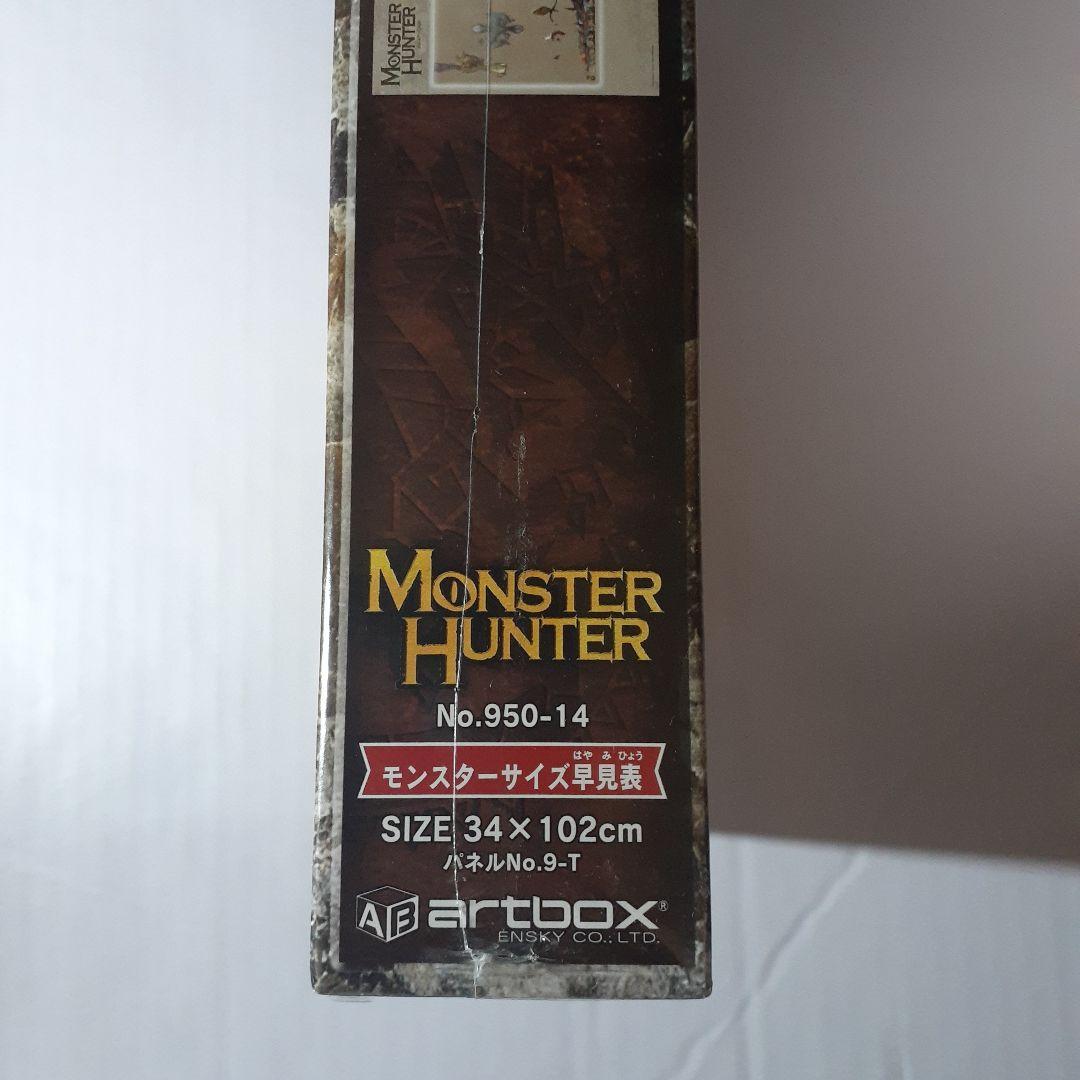 MONSTER
HUNTER
MONSTER
HUNTER
No.950-14
はや み ひょう
モンスターサイズ早見表
SIZE 34×102cm
パネルNo.9-T
AB artbox®
ENSKY CO., LTD.